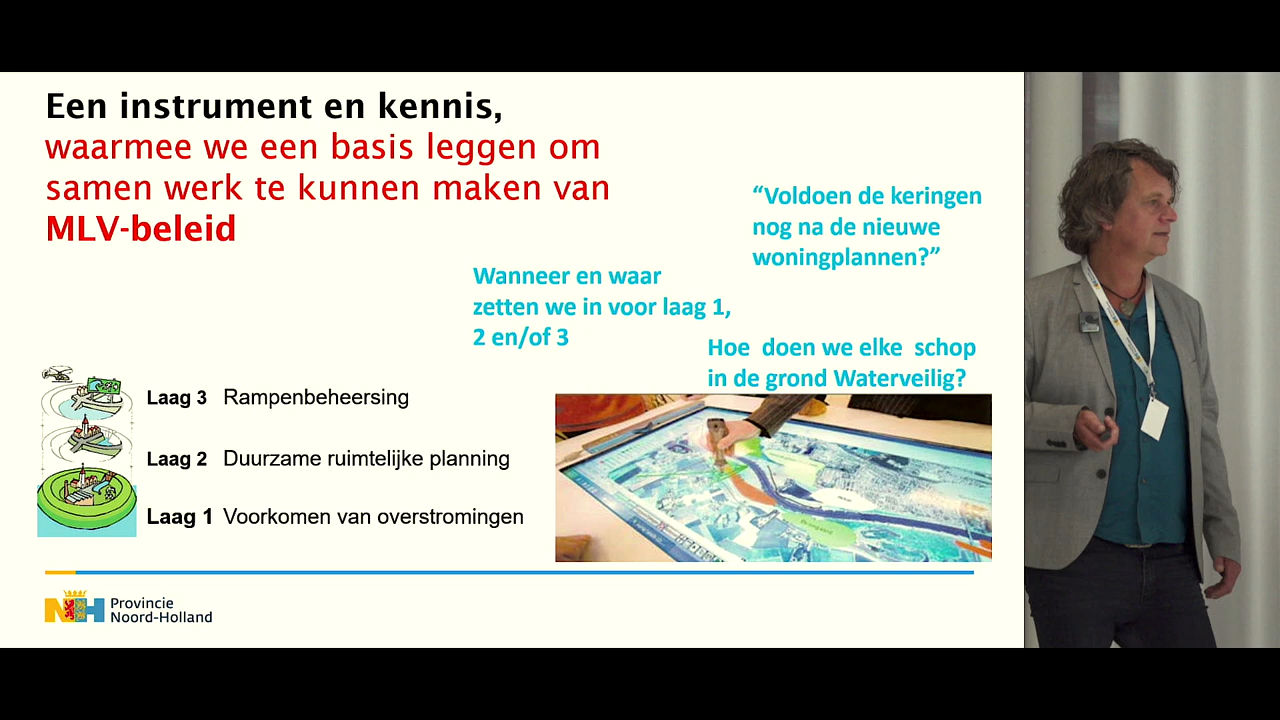 Een instrument en kennis,
waarmee we een basis leggen om
samen werk te kunnen maken van
MLV-beleid
“Voldoen de keringen
nog na de nieuwe
woningplannen?”
Wanneer en waar
zetten we in voor laag 1,
2 en/of 3
Hoe doen we elke schop
in de grond Waterveilig?
Laag 3 Rampenbeheersing
Laag 2 Duurzame ruimtelijke planning
Laag 1 Voorkomen van overstromingen
NH
Provincie
Noord-Holland